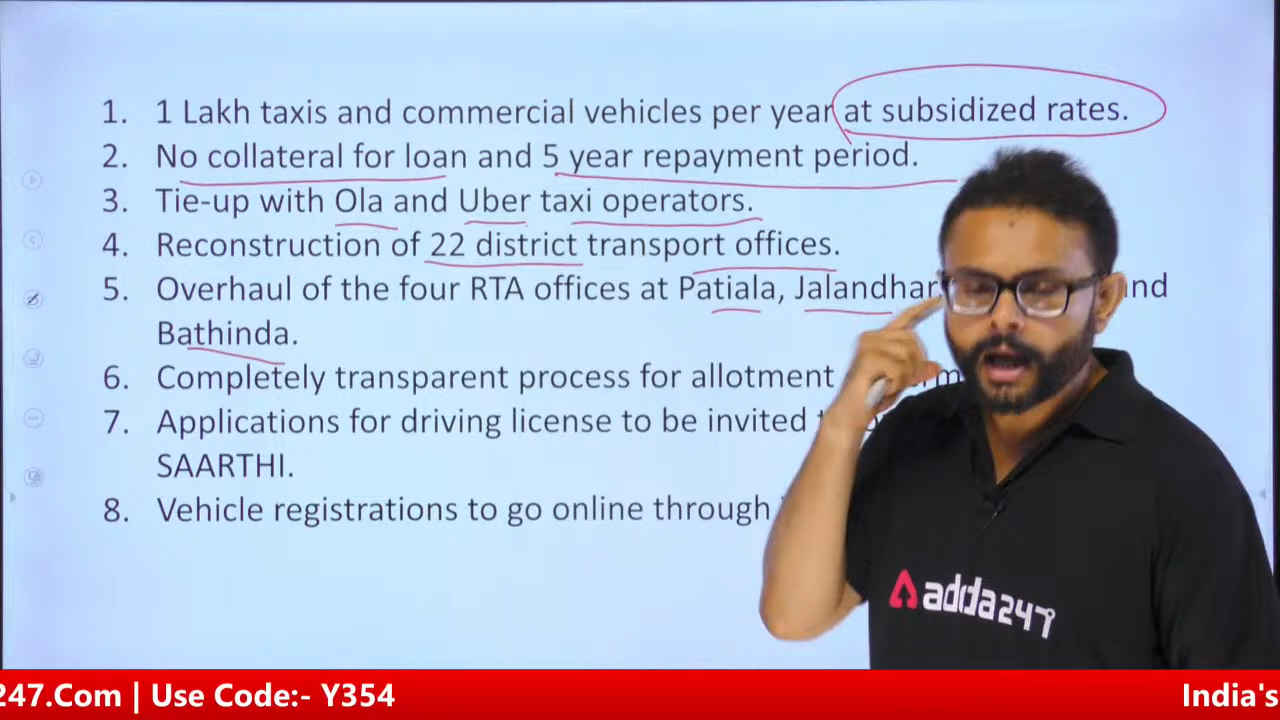 1. 1 Lakh taxis and commercial vehicles per year at subsidized rates.
2. No collateral for loan and 5 year repayment period.
3. Tie-up with Ola and Uber taxi operators.
4. Reconstruction of 22 district transport offices.
5. Overhaul of the four RTA offices at Patiala, Jalandhar
Bathinda.
6. Completely transparent process for allotment
7. Applications for driving license to be invited
SAARTHI.
8. Vehicle registrations to go online through
adda247
247.Com | Use Code:- Y354
India's